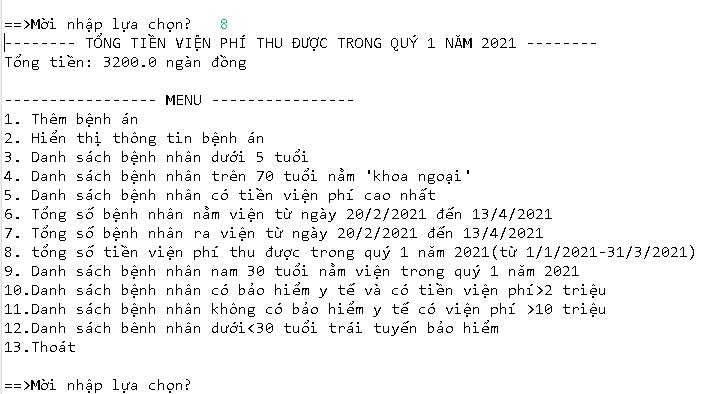 ==>Mời nhập lựa chọn?   8
-------- TỔNG TIỀN VIỆN PHÍ THU ĐƯỢC TRONG QUÝ 1 NĂM 2021 --------
Tổng tiền: 3200.0 ngàn đồng
----------------- MENU ----------------
1. Thêm bệnh án
2. Hiển thị thông tin bệnh án
3. Danh sách bệnh nhân dưới 5 tuổi
4. Danh sách bệnh nhân trên 70 tuổi nằm 'khoa ngoại'
5. Danh sách bệnh nhân có tiền viện phí cao nhất
6. Tổng số bệnh nhân nằm viện từ ngày 20/2/2021 đến 13/4/2021
7. Tổng số bệnh nhân ra viện từ ngày 20/2/2021 đến 13/4/2021
8. tổng số tiền viện phí thu được trong quý 1 năm 2021(từ 1/1/2021-31/3/2021)
9. Danh sách bệnh nhân nam 30 tuổi nằm viện trong quý 1 năm 2021
10.Danh sách bệnh nhân có bảo hiểm y tế và có tiền viện phí>2 triệu
11.Danh sách bệnh nhân không có bảo hiểm y tế có viện phí >10 triệu
12.Danh sách bênh nhân dưới<30 tuổi trái tuyến bảo hiểm
13.Thoát
==>Mời nhập lựa chọn?